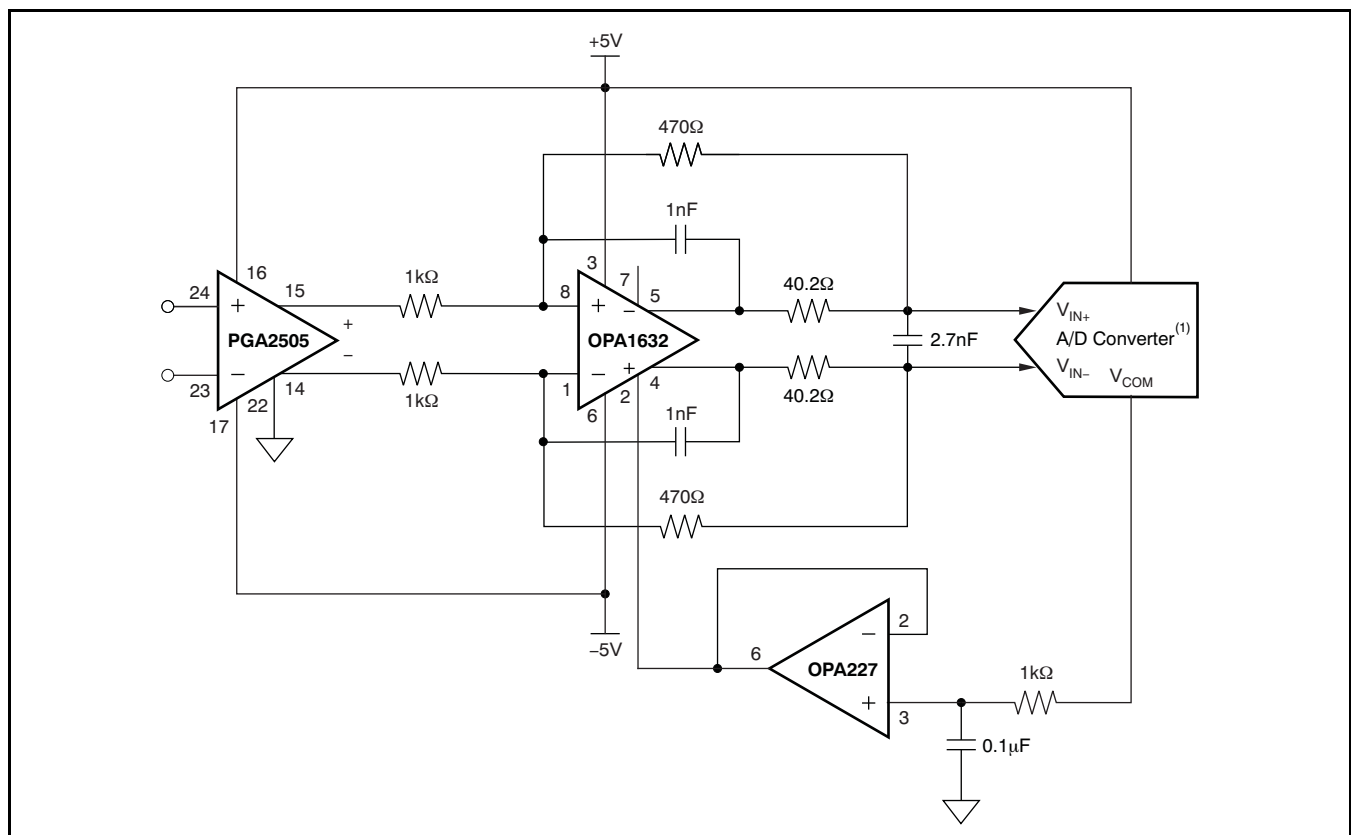 +5V
470Ω
1nF
16
3
7
24
15
1kΩ
8
5
40.2Ω
+
+
−
V_IN+
PGA2505
+
−
OPA1632
2.7nF
A/D Converter(1)
−
−
+
V_IN−
V_COM
23
14
1kΩ
1
4
40.2Ω
22
2
17
6
1nF
470Ω
2
−
6
−5V
OPA227
1kΩ
+
3
0.1μF